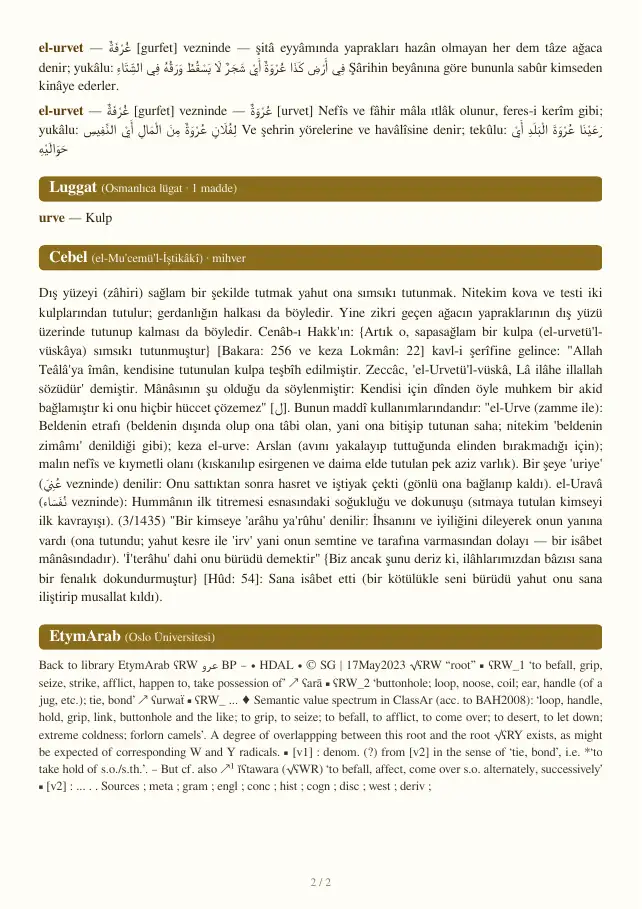 el-urvet — غُرْفَةٌ [gurfet] vezninde — şitâ eyyâmında yaprakları hazân olmayan her dem tâze ağaca
denir; yukâlu: فِي أَرْضِ كَذَا عُرْوَةٌ أَيْ شَجَرٌ لَا يَسْقُطُ وَرَقُهُ فِي الشِّتَاءِ Şârihin beyânına göre bununla sabûr kimseden
kinâye ederler.
el-urvet — غُرْفَةٌ [gurfet] vezninde — عُرْوَةٌ [urvet] Nefîs ve fâhir mâla ıtlâk olunur, feres-i kerîm gibi;
yukâlu: لِفُلَانٍ عُرْوَةٌ مِنَ الْمَالِ أَيِ النَّفِيسِ Ve şehrin yörelerine ve havâlîsine denir; tekûlu: رَعَيْنَا عُرْوَةَ الْبَلَدِ أَيْ
حَوَالَيْهِ
Luggat (Osmanlıca lügat · 1 madde)
urve — Kulp
Cebel (el-Mu'cemü'l-İştikâkî) · mihver
Dış yüzeyi (zâhiri) sağlam bir şekilde tutmak yahut ona sımsıkı tutunmak. Nitekim kova ve testi iki
kulplarından tutulur; gerdanlığın halkası da böyledir. Yine zikri geçen ağacın yapraklarının dış yüzü
üzerinde tutunup kalması da böyledir. Cenâb-ı Hakk'ın: {Artık o, sapasağlam bir kulpa (el-urvetü'l-
vüskâya) sımsıkı tutunmuştur} [Bakara: 256 ve keza Lokmân: 22] kavl-i şerîfine gelince: "Allah
Teâlâ'ya îmân, kendisine tutunulan kulpa teşbîh edilmiştir. Zeccâc, 'el-Urvetü'l-vüskâ, Lâ ilâhe illallah
sözüdür' demiştir. Mânâsının şu olduğu da söylenmiştir: Kendisi için dînden öyle muhkem bir akid
bağlamıştır ki onu hiçbir hüccet çözemez" [ل]. Bunun maddî kullanımlarındandır: "el-Urve (zamme ile):
Beldenin etrafı (beldenin dışında olup ona tâbi olan, yani ona bitişip tutunan saha; nitekim 'beldenin
zimâmı' denildiği gibi); keza el-urve: Arslan (avını yakalayıp tuttuğunda elinden bırakmadığı için);
malın nefîs ve kıymetli olanı (kıskanılıp esirgenen ve daima elde tutulan pek aziz varlık). Bir şeye 'uriye'
(عُنِيَ vezninde) denilir: Onu sattıktan sonra hasret ve iştiyak çekti (gönlü ona bağlanıp kaldı). el-Uravâ
(نُفَسَاء vezninde): Hummânın ilk titremesi esnasındaki soğukluğu ve dokunuşu (sıtmaya tutulan kimseyi
ilk kavrayışı). (3/1435) "Bir kimseye 'arâhu ya'rûhu' denilir: İhsanını ve iyiliğini dileyerek onun yanına
vardı (ona tutundu; yahut kesre ile 'irv' yani onun semtine ve tarafına varmasından dolayı — bir isâbet
mânâsındadır). 'İ'terâhu' dahi onu bürüdü demektir" {Biz ancak şunu deriz ki, ilâhlarımızdan bâzısı sana
bir fenalık dokundurmuştur} [Hûd: 54]: Sana isâbet etti (bir kötülükle seni bürüdü yahut onu sana
iliştirip musallat kıldı).
EtymArab (Oslo Üniversitesi)
Back to library EtymArab ʕRW عرو BP – • HDAL • © SG | 17May2023 √ʕRW “root” ▪ ʕRW_1 ‘to befall, grip,
seize, strike, afflict, happen to, take possession of’ ↗ ʕarā ▪ ʕRW_2 ‘buttonhole; loop, noose, coil; ear, handle (of a
jug, etc.); tie, bond’ ↗ ʕurwaẗ ▪ ʕRW_ ... ♦ Semantic value spectrum in ClassAr (acc. to BAH2008): ‘loop, handle,
hold, grip, link, buttonhole and the like; to grip, to seize; to befall, to afflict, to come over; to desert, to let down;
extreme coldness; forlorn camels’. A degree of overlappping between this root and the root √ʕRY exists, as might
be expected of corresponding W and Y radicals. ▪ [v1] : denom. (?) from [v2] in the sense of ‘tie, bond’, i.e. *‘to
take hold of s.o./s.th.’. – But cf. also ↗¹ ĭʕtawara (√ʕWR) ‘to befall, affect, come over s.o. alternately, successively’
▪ [v2] : ... . . Sources ; meta ; gram ; engl ; conc ; hist ; cogn ; disc ; west ; deriv ;
2 / 2